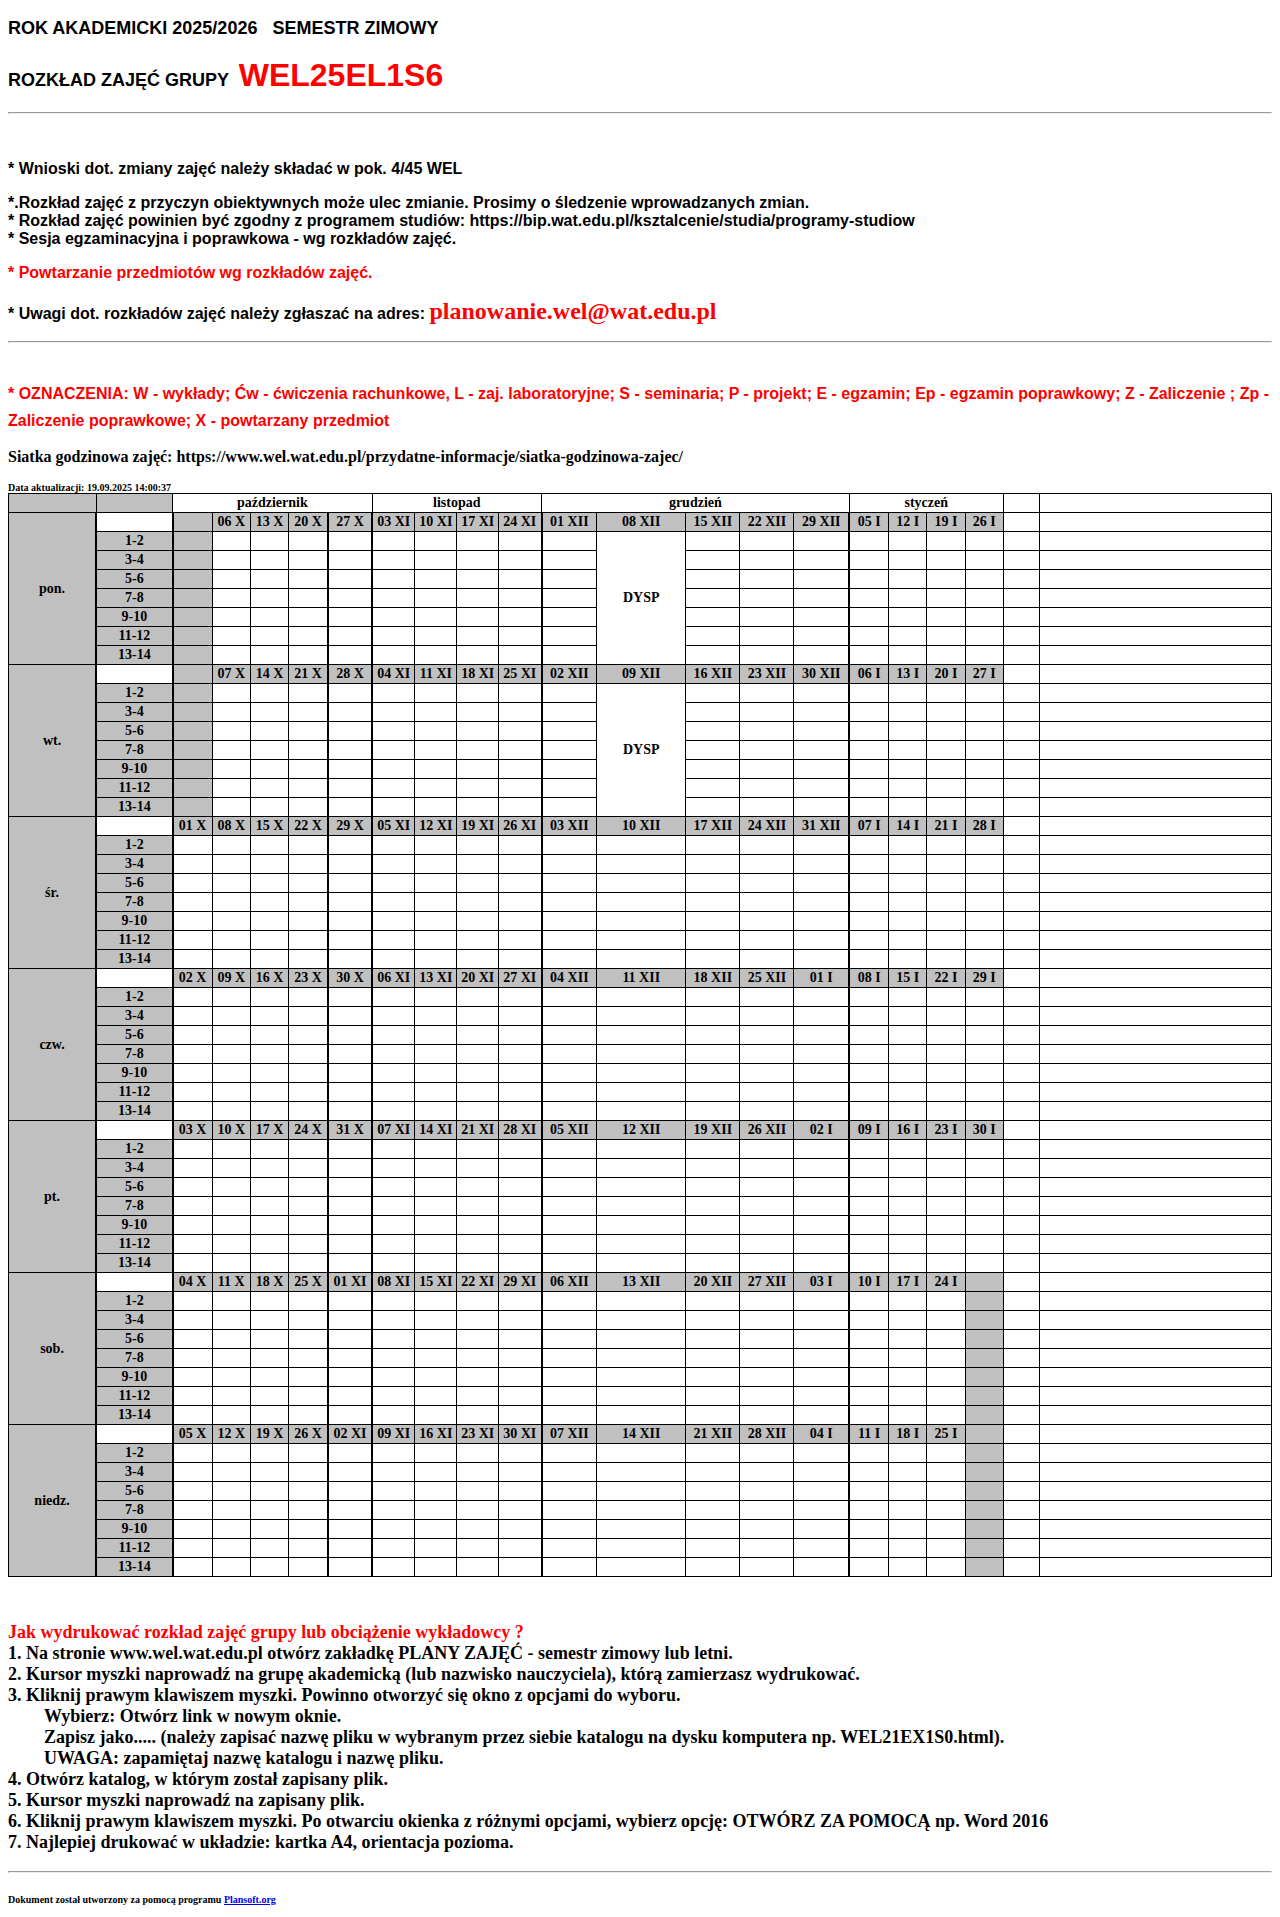 ROK AKADEMICKI 2025/2026   SEMESTR ZIMOWY
ROZKŁAD ZAJĘĆ GRUPY WEL25EL1S6
* Wnioski dot. zmiany zajęć należy składać w pok. 4/45 WEL
*.Rozkład zajęć z przyczyn obiektywnych może ulec zmianie. Prosimy o śledzenie wprowadzanych zmian.
* Rozkład zajęć powinien być zgodny z programem studiów: https://bip.wat.edu.pl/ksztalcenie/studia/programy-studiow
* Sesja egzaminacyjna i poprawkowa - wg rozkładów zajęć.
* Powtarzanie przedmiotów wg rozkładów zajęć.
* Uwagi dot. rozkładów zajęć należy zgłaszać na adres: planowanie.wel@wat.edu.pl
* OZNACZENIA: W - wykłady; Ćw - ćwiczenia rachunkowe, L - zaj. laboratoryjne; S - seminaria; P - projekt; E - egzamin; Ep - egzamin poprawkowy; Z - Zaliczenie ; Zp -
Zaliczenie poprawkowe; X - powtarzany przedmiot
Siatka godzinowa zajęć: https://www.wel.wat.edu.pl/przydatne-informacje/siatka-godzinowa-zajec/
Data aktualizacji: 19.09.2025 14:00:37
październik listopad grudzień styczeń
06 X 13 X 20 X 27 X 03 XI 10 XI 17 XI 24 XI 01 XII 08 XII 15 XII 22 XII 29 XII 05 I 12 I 19 I 26 I
1-2
3-4
5-6
pon.
7-8 DYSP
9-10
11-12
13-14
07 X 14 X 21 X 28 X 04 XI 11 XI 18 XI 25 XI 02 XII 09 XII 16 XII 23 XII 30 XII 06 I 13 I 20 I 27 I
1-2
3-4
5-6
wt.
7-8 DYSP
9-10
11-12
13-14
01 X 08 X 15 X 22 X 29 X 05 XI 12 XI 19 XI 26 XI 03 XII 10 XII 17 XII 24 XII 31 XII 07 I 14 I 21 I 28 I
1-2
3-4
5-6
śr.
7-8
9-10
11-12
13-14
02 X 09 X 16 X 23 X 30 X 06 XI 13 XI 20 XI 27 XI 04 XII 11 XII 18 XII 25 XII 01 I 08 I 15 I 22 I 29 I
1-2
3-4
5-6
czw.
7-8
9-10
11-12
13-14
03 X 10 X 17 X 24 X 31 X 07 XI 14 XI 21 XI 28 XI 05 XII 12 XII 19 XII 26 XII 02 I 09 I 16 I 23 I 30 I
1-2
3-4
5-6
pt.
7-8
9-10
11-12
13-14
04 X 11 X 18 X 25 X 01 XI 08 XI 15 XI 22 XI 29 XI 06 XII 13 XII 20 XII 27 XII 03 I 10 I 17 I 24 I
1-2
3-4
5-6
sob.
7-8
9-10
11-12
13-14
05 X 12 X 19 X 26 X 02 XI 09 XI 16 XI 23 XI 30 XI 07 XII 14 XII 21 XII 28 XII 04 I 11 I 18 I 25 I
1-2
3-4
5-6
niedz.
7-8
9-10
11-12
13-14
Jak wydrukować rozkład zajęć grupy lub obciążenie wykładowcy ?
1. Na stronie www.wel.wat.edu.pl otwórz zakładkę PLANY ZAJĘĆ - semestr zimowy lub letni.
2. Kursor myszki naprowadź na grupę akademicką (lub nazwisko nauczyciela), którą zamierzasz wydrukować.
3. Kliknij prawym klawiszem myszki. Powinno otworzyć się okno z opcjami do wyboru.
Wybierz: Otwórz link w nowym oknie.
Zapisz jako..... (należy zapisać nazwę pliku w wybranym przez siebie katalogu na dysku komputera np. WEL21EX1S0.html).
UWAGA: zapamiętaj nazwę katalogu i nazwę pliku.
4. Otwórz katalog, w którym został zapisany plik.
5. Kursor myszki naprowadź na zapisany plik.
6. Kliknij prawym klawiszem myszki. Po otwarciu okienka z różnymi opcjami, wybierz opcję: OTWÓRZ ZA POMOCĄ np. Word 2016
7. Najlepiej drukować w układzie: kartka A4, orientacja pozioma.
Dokument został utworzony za pomocą programu Plansoft.org